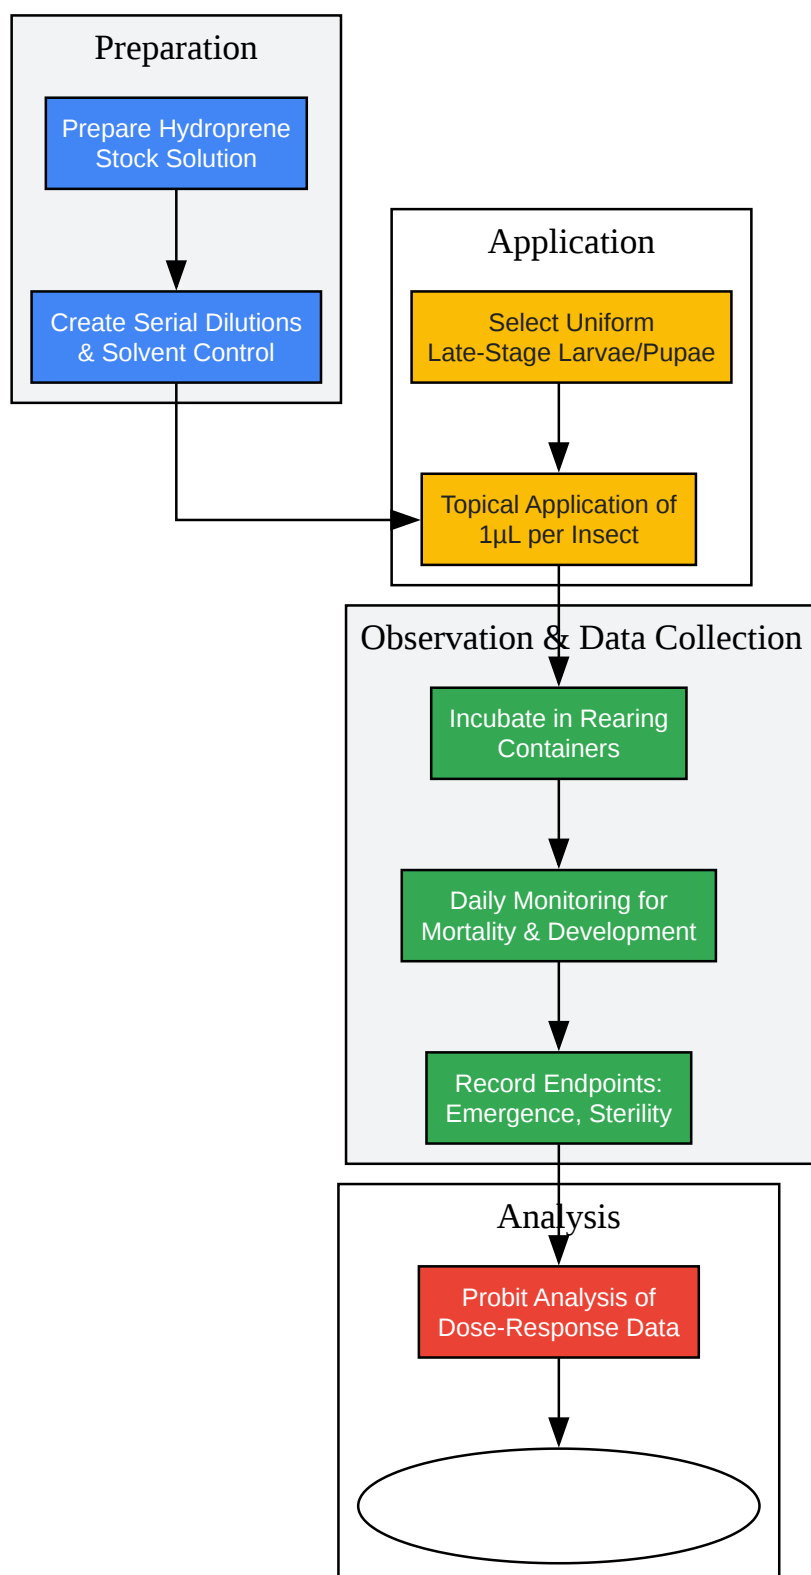 Preparation
Prepare Hydroprene
Stock Solution
Create Serial Dilutions
& Solvent Control
Application
Select Uniform
Late-Stage Larvae/Pupae
Topical Application of
1µL per Insect
Observation & Data Collection
Incubate in Rearing
Containers
Daily Monitoring for
Mortality & Development
Record Endpoints:
Emergence, Sterility
Analysis
Probit Analysis of
Dose-Response Data